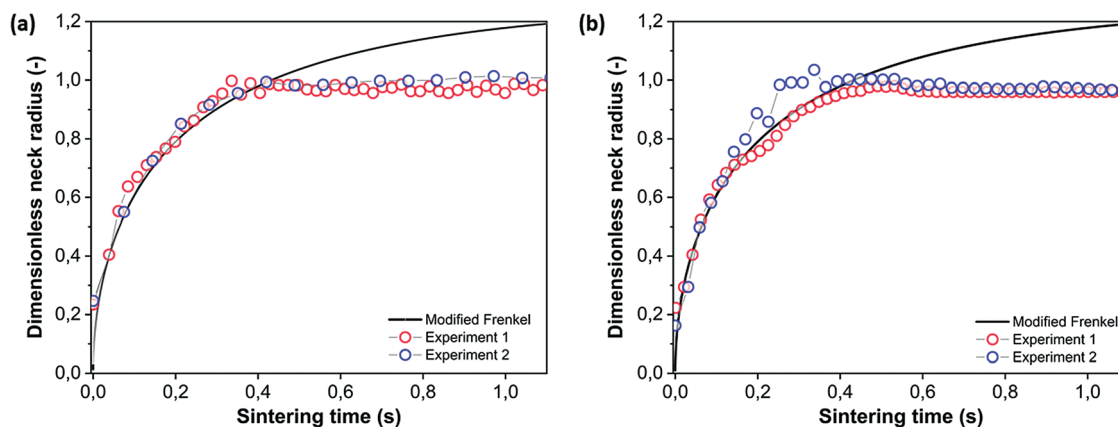 (a)
1,2
1,0
0,8
0,6
0,4
0,2
0,0
Dimensionless neck radius (-)
0,0 0,2 0,4 0,6 0,8 1,0
Sintering time (s)
Modified Frenkel
Experiment 1
Experiment 2
(b)
1,2
1,0
0,8
0,6
0,4
0,2
0,0
Dimensionless neck radius (-)
0,0 0,2 0,4 0,6 0,8 1,0
Sintering time (s)
Modified Frenkel
Experiment 1
Experiment 2